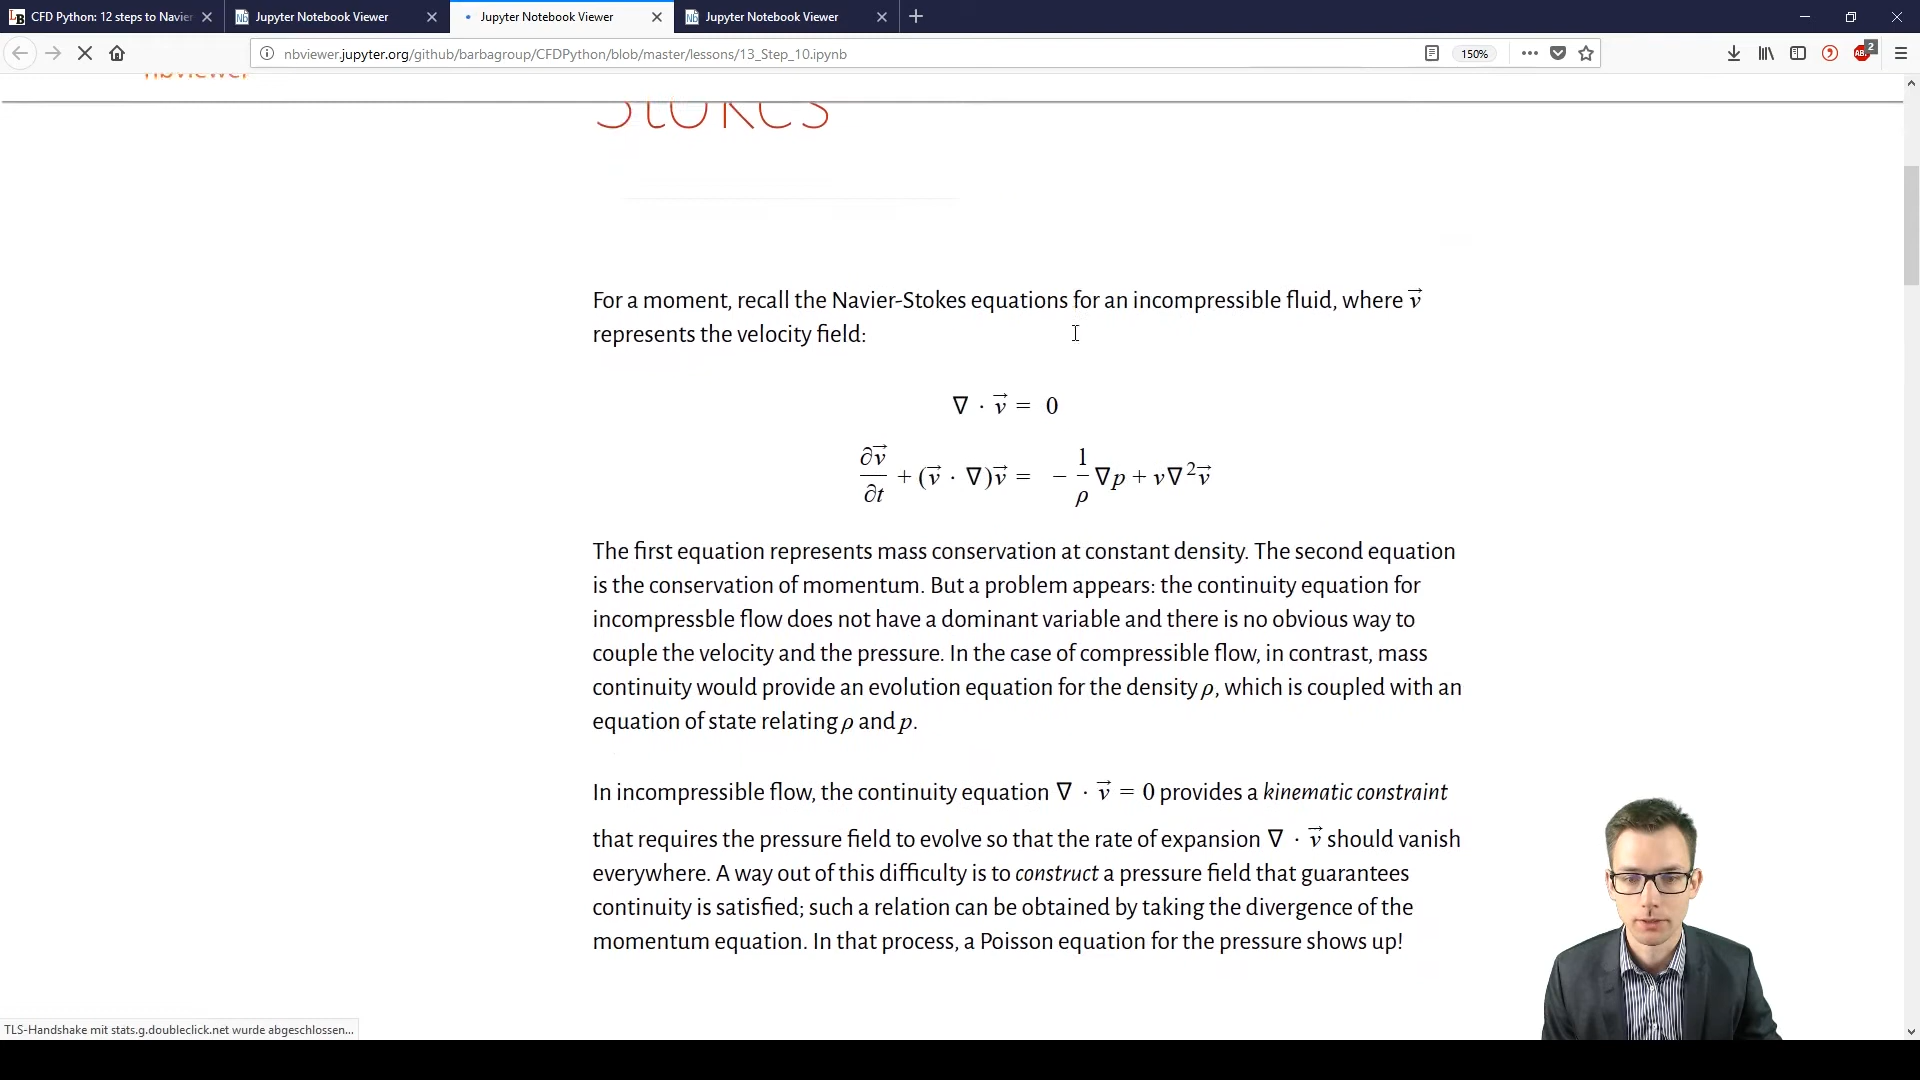 CFD Python: 12 steps to Navier
Jupyter Notebook Viewer
Jupyter Notebook Viewer
Jupyter Notebook Viewer
nbviewer.jupyter.org/github/barbagroup/CFDPython/blob/master/lessons/13_Step_10.ipynb
150%
2
nbviewer
Stokes
For a moment, recall the Navier-Stokes equations for an incompressible fluid, where v⃗
represents the velocity field:
∇ · v⃗ = 0
∂v⃗/∂t + (v⃗ · ∇)v⃗ = − 1/ρ ∇p + ν∇²v⃗
The first equation represents mass conservation at constant density. The second equation
is the conservation of momentum. But a problem appears: the continuity equation for
incompressble flow does not have a dominant variable and there is no obvious way to
couple the velocity and the pressure. In the case of compressible flow, in contrast, mass
continuity would provide an evolution equation for the density ρ, which is coupled with an
equation of state relating ρ and p.
In incompressible flow, the continuity equation ∇ · v⃗ = 0 provides a kinematic constraint
that requires the pressure field to evolve so that the rate of expansion ∇ · v⃗ should vanish
everywhere. A way out of this difficulty is to construct a pressure field that guarantees
continuity is satisfied; such a relation can be obtained by taking the divergence of the
momentum equation. In that process, a Poisson equation for the pressure shows up!
TLS-Handshake mit stats.g.doubleclick.net wurde abgeschlossen...